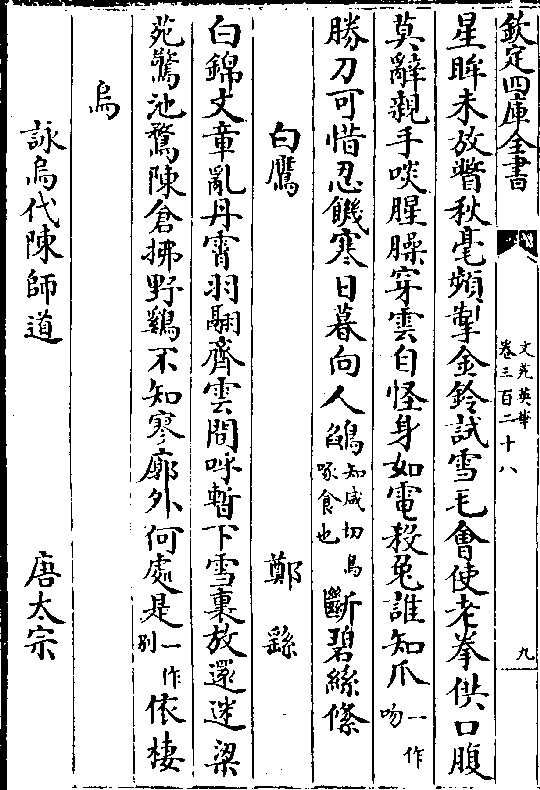 欽定四庫全書
文苑英華
卷三百二十八
九
星眸未放瞥秋毫頻掣金鈴試雪毛會使老拳供口腹
莫辭親手啖腥臊穿雲自怪身如電殺兎誰知爪一作吻
勝刀可惜忍饑寒日暮向人鵮知咸切鳥啄食也斷碧絲絛
白鷹 鄭繇
白錦文章亂丹霄羽翮齊雲間呼暫下雪裏放還迷梁
苑驚池鶩陳倉拂野鷄不知寥廓外何處是一作別依棲
烏
詠烏代陳師道 唐太宗